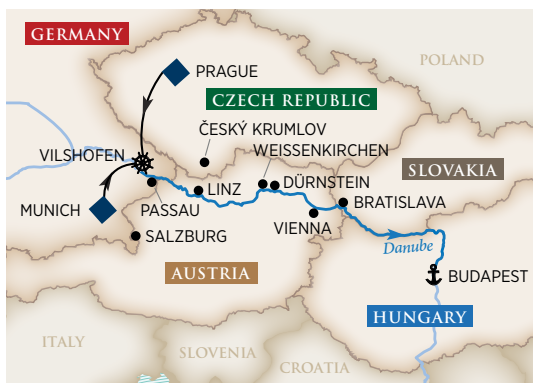 GERMANY
POLAND
PRAGUE
CZECH REPUBLIC
ČESKÝ KRUMLOV
VILSHOFEN
WEISSENKIRCHEN
SLOVAKIA
LINZ
DÜRNSTEIN
MUNICH
PASSAU
BRATISLAVA
SALZBURG
VIENNA
Danube
AUSTRIA
BUDAPEST
HUNGARY
ITALY
SLOVENIA
CROATIA